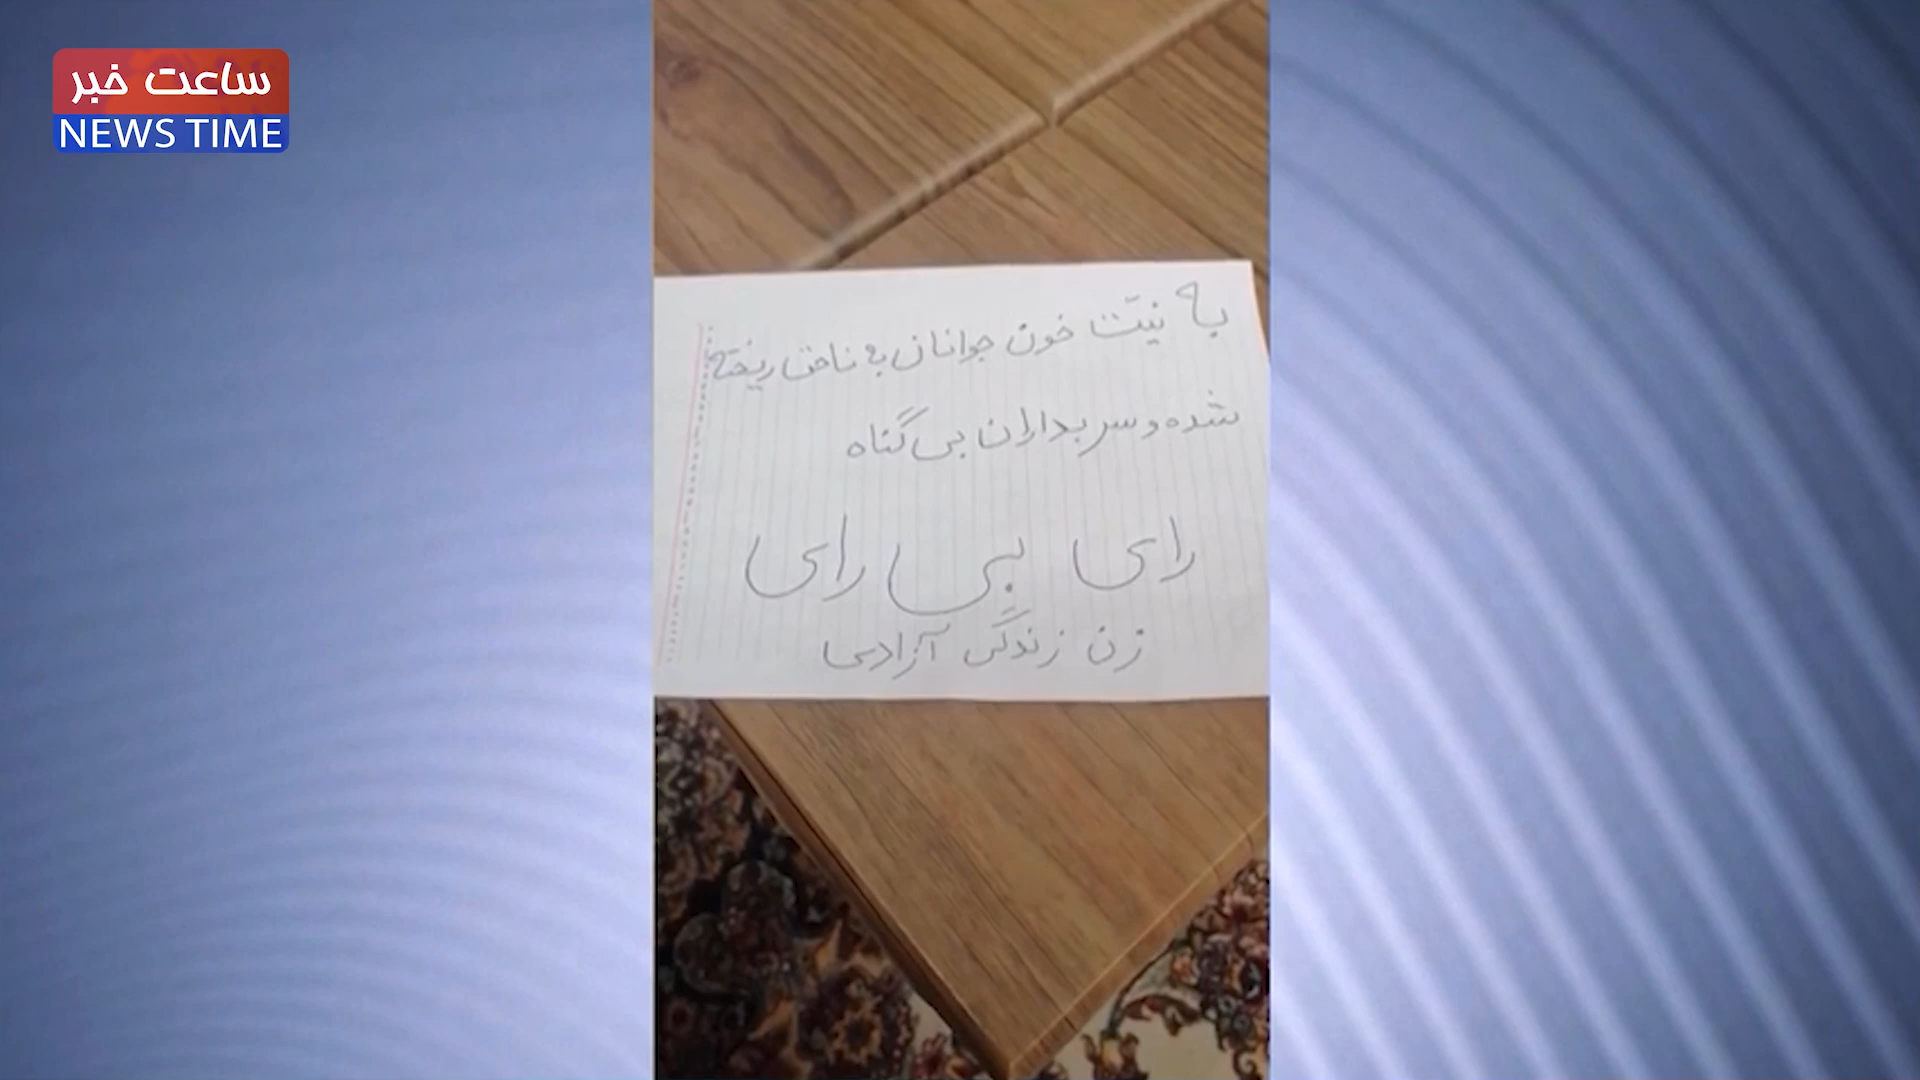 ساعت خبر
NEWS TIME
به نیت خون جوانان به ناحق ریخته
شده و سربداران بی گناه
رای بی رای
زن زندگی آزادی